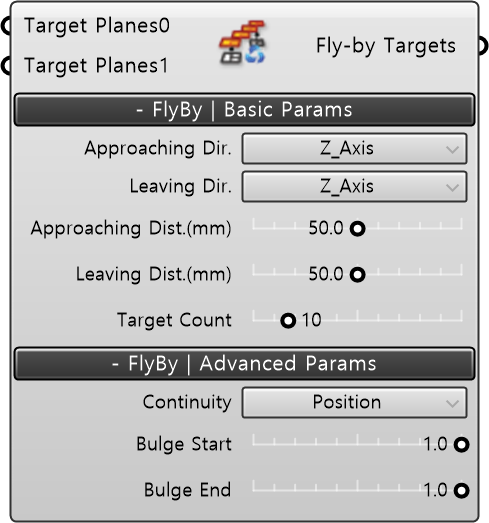 Target Planes0
Target Planes1
Fly-by Targets
- FlyBy | Basic Params
Approaching Dir. Z_Axis
Leaving Dir. Z_Axis
Approaching Dist.(mm) 50.0
Leaving Dist.(mm) 50.0
Target Count 10
- FlyBy | Advanced Params
Continuity Position
Bulge Start 1.0
Bulge End 1.0